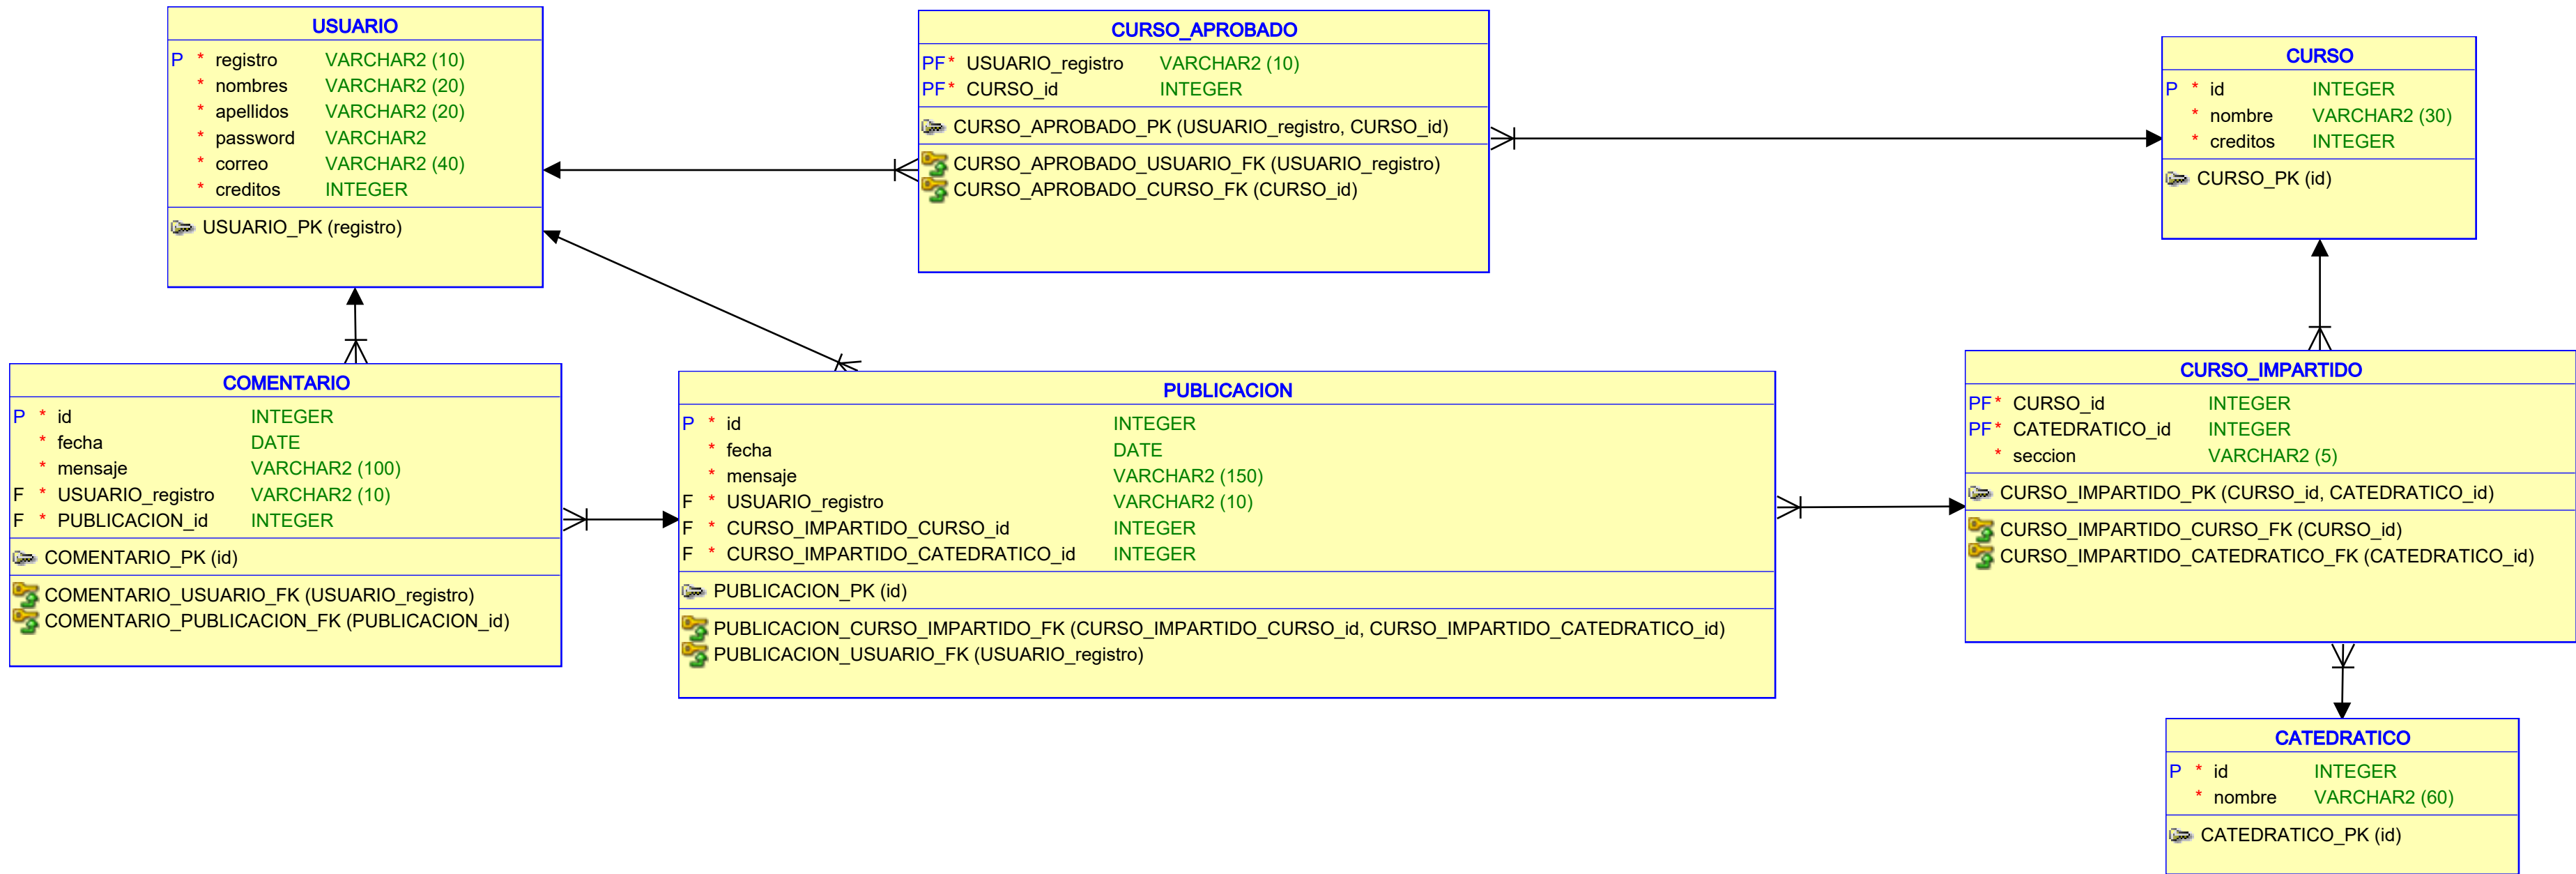 USUARIO
P * registro VARCHAR2 (10)
* nombres VARCHAR2 (20)
* apellidos VARCHAR2 (20)
* password VARCHAR2
* correo VARCHAR2 (40)
* creditos INTEGER
USUARIO_PK (registro)
CURSO_APROBADO
PF* USUARIO_registro VARCHAR2 (10)
PF* CURSO_id INTEGER
CURSO_APROBADO_PK (USUARIO_registro, CURSO_id)
CURSO_APROBADO_USUARIO_FK (USUARIO_registro)
CURSO_APROBADO_CURSO_FK (CURSO_id)
CURSO
P * id INTEGER
* nombre VARCHAR2 (30)
* creditos INTEGER
CURSO_PK (id)
COMENTARIO
P * id INTEGER
* fecha DATE
* mensaje VARCHAR2 (100)
F * USUARIO_registro VARCHAR2 (10)
F * PUBLICACION_id INTEGER
COMENTARIO_PK (id)
COMENTARIO_USUARIO_FK (USUARIO_registro)
COMENTARIO_PUBLICACION_FK (PUBLICACION_id)
PUBLICACION
P * id INTEGER
* fecha DATE
* mensaje VARCHAR2 (150)
F * USUARIO_registro VARCHAR2 (10)
F * CURSO_IMPARTIDO_CURSO_id INTEGER
F * CURSO_IMPARTIDO_CATEDRATICO_id INTEGER
PUBLICACION_PK (id)
PUBLICACION_CURSO_IMPARTIDO_FK (CURSO_IMPARTIDO_CURSO_id, CURSO_IMPARTIDO_CATEDRATICO_id)
PUBLICACION_USUARIO_FK (USUARIO_registro)
CURSO_IMPARTIDO
PF* CURSO_id INTEGER
PF* CATEDRATICO_id INTEGER
* seccion VARCHAR2 (5)
CURSO_IMPARTIDO_PK (CURSO_id, CATEDRATICO_id)
CURSO_IMPARTIDO_CURSO_FK (CURSO_id)
CURSO_IMPARTIDO_CATEDRATICO_FK (CATEDRATICO_id)
CATEDRATICO
P * id INTEGER
* nombre VARCHAR2 (60)
CATEDRATICO_PK (id)